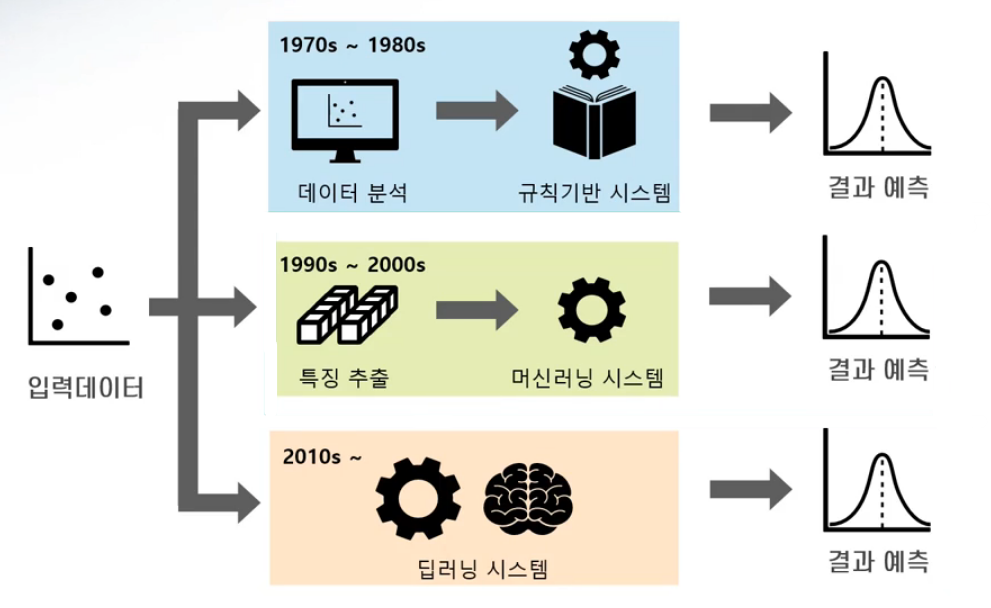 1970s ~ 1980s
데이터 분석
규칙기반 시스템
결과 예측
입력데이터
1990s ~ 2000s
특징 추출
머신러닝 시스템
결과 예측
2010s ~
딥러닝 시스템
결과 예측